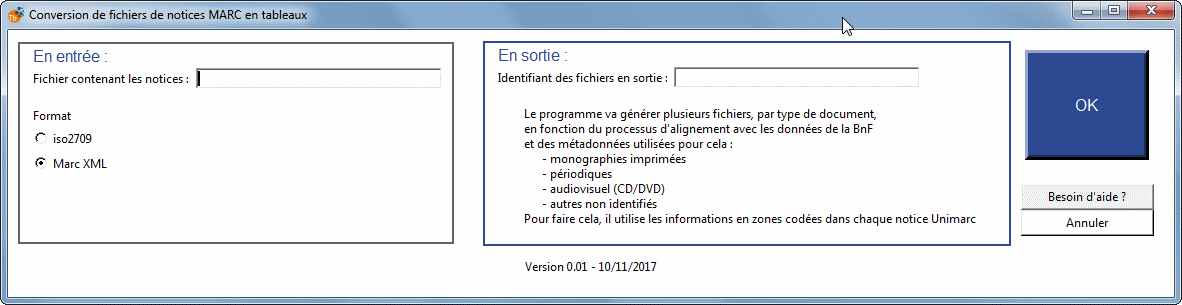 Conversion de fichiers de notices MARC en tableaux
En entrée :
Fichier contenant les notices :
Format
iso2709
Marc XML
En sortie :
Identifiant des fichiers en sortie :
Le programme va générer plusieurs fichiers, par type de document,
en fonction du processus d'alignement avec les données de la BnF
et des métadonnées utilisées pour cela :
- monographies imprimées
- périodiques
- audiovisuel (CD/DVD)
- autres non identifiés
Pour faire cela, il utilise les informations en zones codées dans chaque notice Unimarc
OK
Besoin d'aide ?
Annuler
Version 0.01 - 10/11/2017